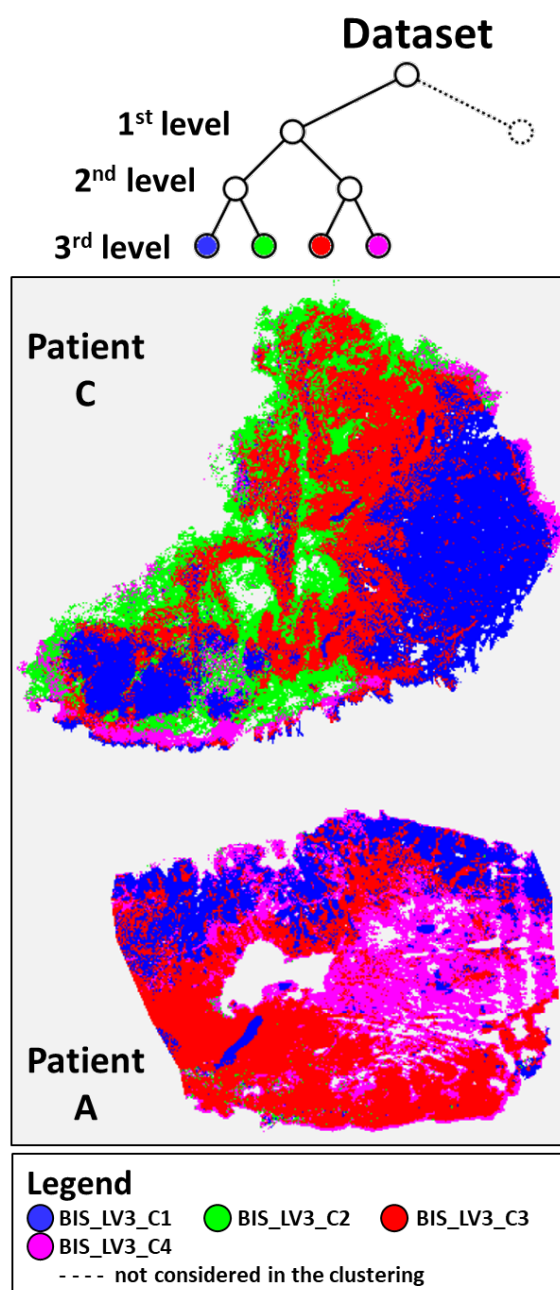 Dataset
1st level
2nd level
3rd level
Patient
C
Patient
A
Legend
BIS_LV3_C1 BIS_LV3_C2 BIS_LV3_C3
BIS_LV3_C4
---- not considered in the clustering